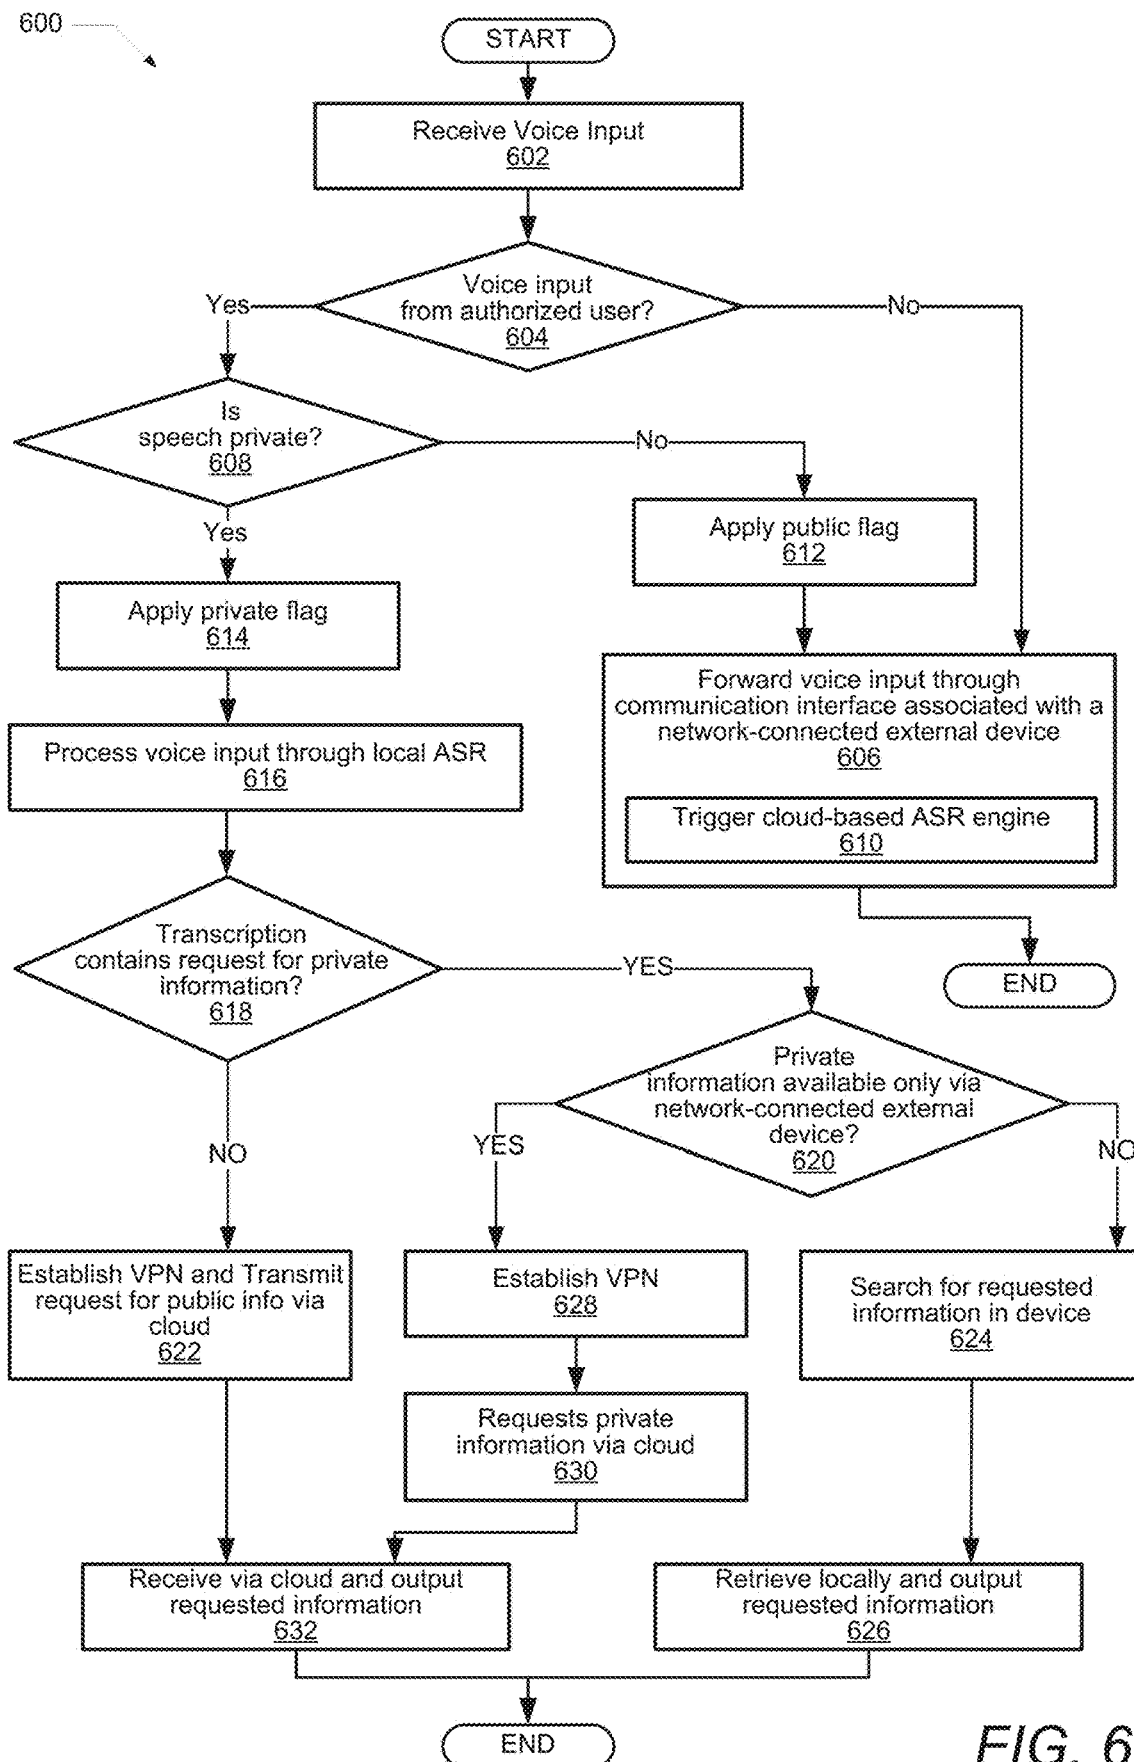 600
START
Receive Voice Input
602
Voice input
from authorized user?
604
Yes
No
Is
speech private?
608
No
Yes
Apply public flag
612
Apply private flag
614
Forward voice input through
communication interface associated with a
network-connected external device
606
Process voice input through local ASR
616
Trigger cloud-based ASR engine
610
Transcription
contains request for private
information?
618
YES
END
Private
information available only via
network-connected external
device?
620
YES
NO
NO
Establish VPN and Transmit
request for public info via
cloud
622
Establish VPN
628
Search for requested
information in device
624
Requests private
information via cloud
630
Receive via cloud and output
requested information
632
Retrieve locally and output
requested information
626
END
FIG. 6